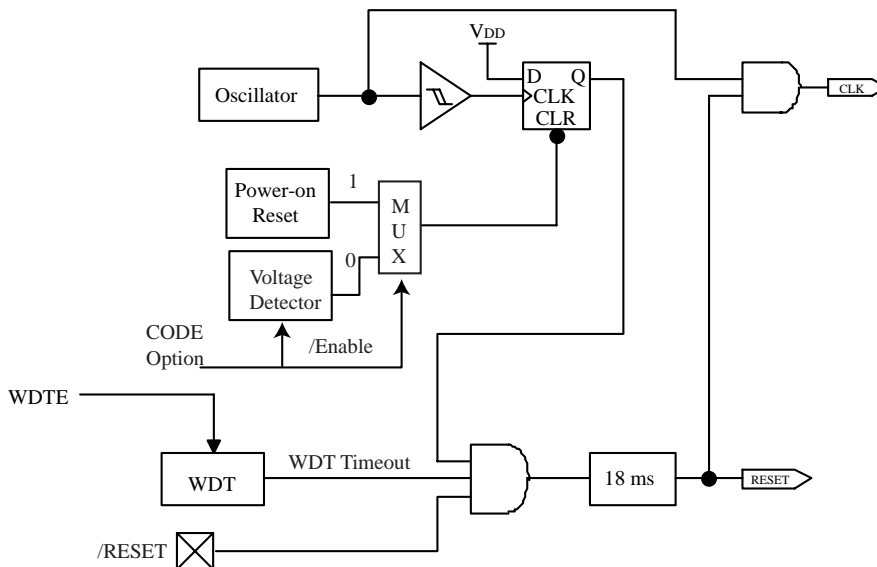 VDD
Oscillator
D Q
CLK
CLR
CLK
Power-on
Reset
1
M
U
X
0
Voltage
Detector
CODE
Option
/Enable
WDTE
WDT Timeout
WDT
18 ms
RESET
/RESET